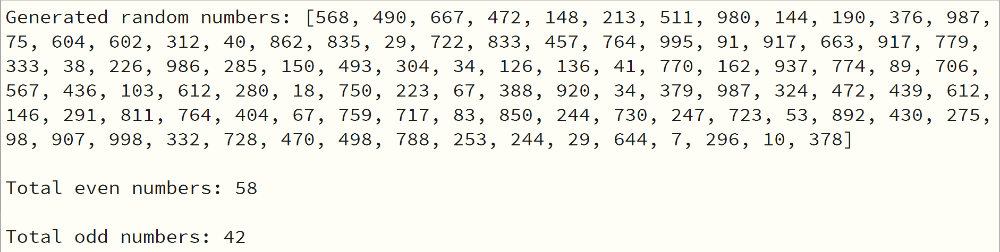 Generated random numbers: [568, 490, 667, 472, 148, 213, 511, 980, 144, 190, 376, 987,
75, 604, 602, 312, 40, 862, 835, 29, 722, 833, 457, 764, 995, 91, 917, 663, 917, 779,
333, 38, 226, 986, 285, 150, 493, 304, 34, 126, 136, 41, 770, 162, 937, 774, 89, 706,
567, 436, 103, 612, 280, 18, 750, 223, 67, 388, 920, 34, 379, 987, 324, 472, 439, 612,
146, 291, 811, 764, 404, 67, 759, 717, 83, 850, 244, 730, 247, 723, 53, 892, 430, 275,
98, 907, 998, 332, 728, 470, 498, 788, 253, 244, 29, 644, 7, 296, 10, 378]
Total even numbers: 58
Total odd numbers: 42